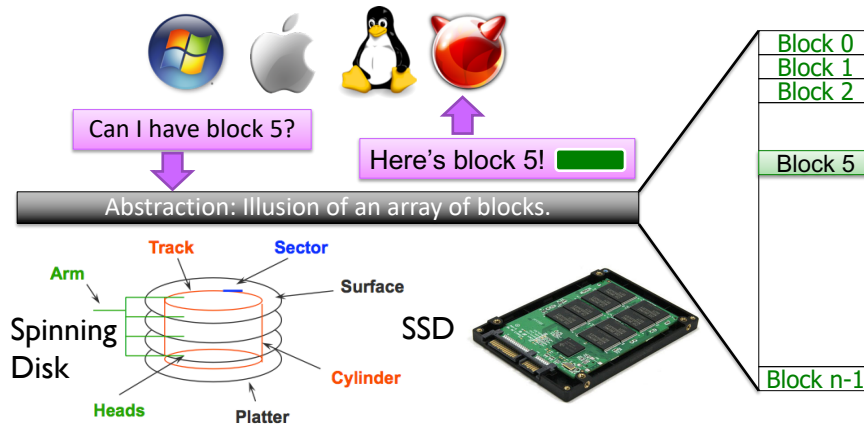 Can I have block 5?
Here's block 5!
Abstraction: Illusion of an array of blocks.
Block 0
Block 1
Block 2
Block 5
Block n-1
Track
Sector
Arm
Surface
Spinning
Disk
SSD
Cylinder
Heads
Platter